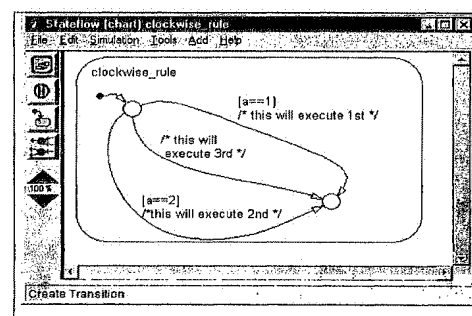 Stateflow (chart) clockwise_rule
File Edit Simulation Tools Add Help
clockwise_rule
[a==1]
/* this will execute 1st */
/* this will
execute 3rd */
[a==2]
/*this will execute 2nd */
100 %
Create Transition